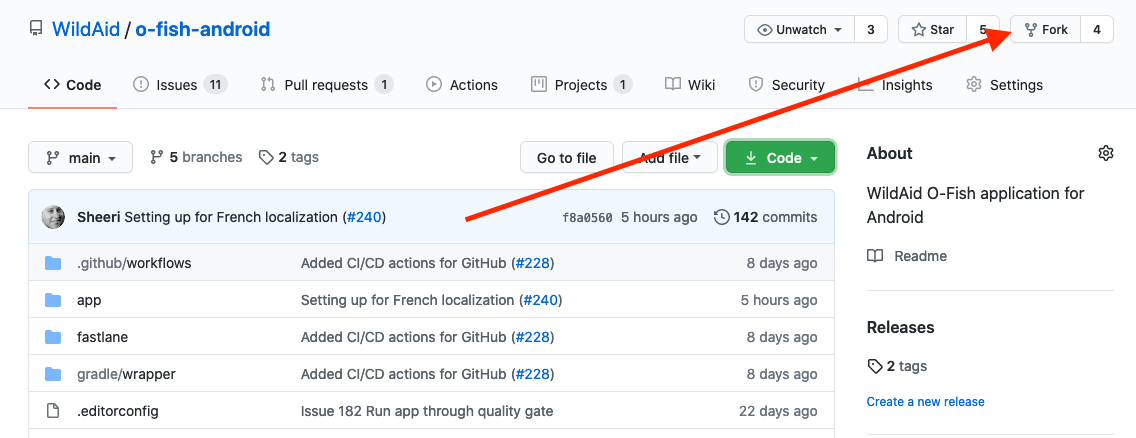 WildAid / o-fish-android Unwatch 3 Star 5 Fork 4
Code Issues 11 Pull requests 1 Actions Projects 1 Wiki Security Insights Settings
main 5 branches 2 tags Go to file Add file Code
About
Sheeri Setting up for French localization (#240) f8a0560 5 hours ago 142 commits
WildAid O-Fish application for
Android
Readme
.github/workflows Added CI/CD actions for GitHub (#228) 8 days ago
app Setting up for French localization (#240) 5 hours ago
fastlane Added CI/CD actions for GitHub (#228) 8 days ago
gradle/wrapper Added CI/CD actions for GitHub (#228) 8 days ago
.editorconfig Issue 182 Run app through quality gate 22 days ago
Releases
2 tags
Create a new release